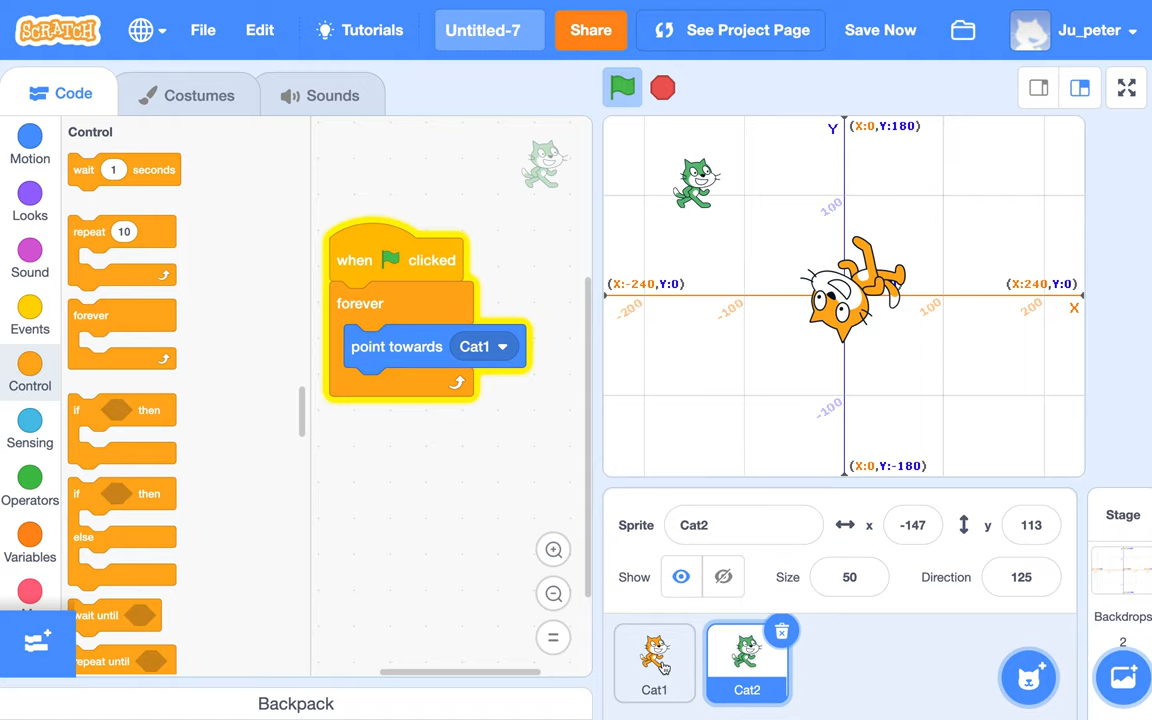 SCRATCH File Edit Tutorials Untitled-7 Share See Project Page Save Now Ju_peter
Code Costumes Sounds
Motion
Looks
Sound
Events
Control
Sensing
Operators
Variables
Control
wait 1 seconds
repeat 10
forever
if then
if then
else
wait until
repeat until
when clicked
forever
point towards Cat1
Y (X:0,Y:180)
100
(X:-240,Y:0) (X:240,Y:0)
-200 -100 100 200 X
-100
(X:0,Y:-180)
Sprite Cat2 x -147 y 113
Show Size 50 Direction 125
Cat1 Cat2
Stage
Backdrops
2
Backpack